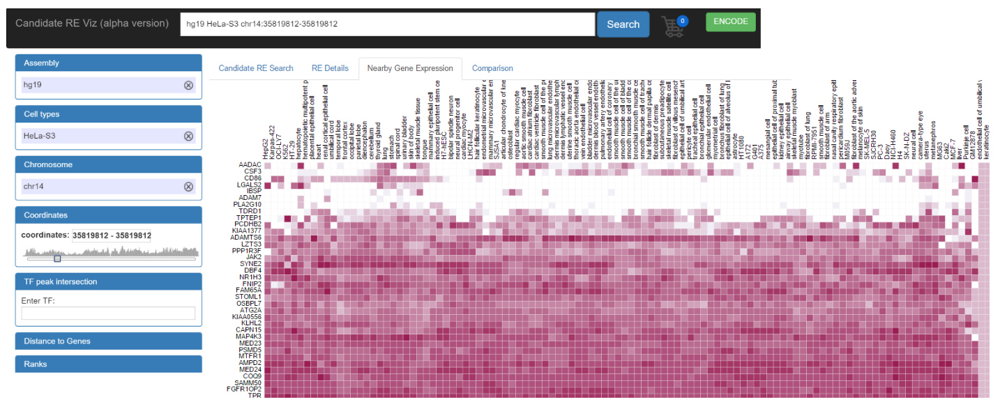 Candidate RE Viz (alpha version)
hg19 HeLa-S3 chr14:35819812-35819812
Search
0
ENCODE
Assembly
hg19
Cell types
HeLa-S3
Chromosome
chr14
Coordinates
coordinates: 35819812 - 35819812
TF peak intersection
Enter TF:
Distance to Genes
Ranks
Candidate RE Search
RE Details
Nearby Gene Expression
Comparison
HepG2
Karpas-422
OCI-LY7
K562
HT-29
hepatocyte
hematopoietic multipotent p
placental epithelial cell
heart
renal cortical epithelial cell
umbilical cord
temporal lobe
frontal cortex
occipital lobe
parietal lobe
diencephalon
cerebellum
thyroid gland
lung
stomach
spinal cord
urinary bladder
skin of body
skeletal muscle tissue
tongue
mammary epithelial cell
induced pluripotent stem ce
H7-hESC
bipolar spindle neuron
neural progenitor cell
cardiac myocyte
LHCN-M2
hair follicular keratinocyte
endometrial microvascular e
mammary microvascular en
SJSA1
articular chondrocyte of kne
osteoblast
regular cardiac myocyte
aortic smooth muscle cell
cardiac atrium fibroblast
cardiac ventricle fibroblast
smooth muscle cell of the p
lung microvascular endothe
dermis microvascular lymph
dermis lymphatic vessel enc
uterine smooth muscle cell
thoracic aorta endothelial ce
vein endothelial cell
bladder microvascular endo
dermis blood vessel endoth
pulmonary artery endothelic
endothelial cell of coronary
smooth muscle cell of the u
smooth muscle cell of bladd
smooth muscle cell of the cc
bronchial smooth muscle ce
smooth muscle cell of trache
hair follicle dermal papilla ce
fibroblast of dermis
subcutaneous preadipocyte
skeletal muscle satellite cell
fibroblast of villous mesench
epithelial cell of umbilical art
pericyte cell
tracheal epithelial cell
bronchial epithelial cell
glomerular endothelial cell
myometrial cell
bronchus fibroblast of lung
epithelial cell of alveolus of l
astrocyte
HT1080
A172
G-401
A375
mesangial cell
epithelial cell of proximal tub
kidney epithelial cell
airway epithelial cell
skeletal muscle myoblast
myotube
fibroblast of lung
RPMI-7951
smooth muscle cell
fibroblast of arm
nasal cavity respiratory epitl
pericardium fibroblast
M059J
fibroblast of the aortic adver
melanocyte of skin
SK-MEL-5
SJCRH30
PC-3
Daoy
NCI-H460
H4
SK-N-DZ
neural cell
camera-type eye
uterus
metanephros
MG63
Caki2
MCF-7
liver
Purkinje cell
GM12878
endothelial cell of umbilical v
keratinocyte
AADAC
CSF3
CD86
LGALS2
IBSP
ADAM7
PLA2G10
TDRD1
TPTEP1
PCDHB2
KIAA1377
ADAMTS6
LZTS3
PPP1R3F
JAK2
SYNE2
DBF4
NR1H3
FNIP2
FAM65A
STOML1
OSBPL7
ATG2A
KIAA0556
KLHL2
CAPN15
MAP4K3
MED23
PSMD5
MTFR1
AMPD2
MED24
COQ9
SAMM50
FGFR1OP2
TPR